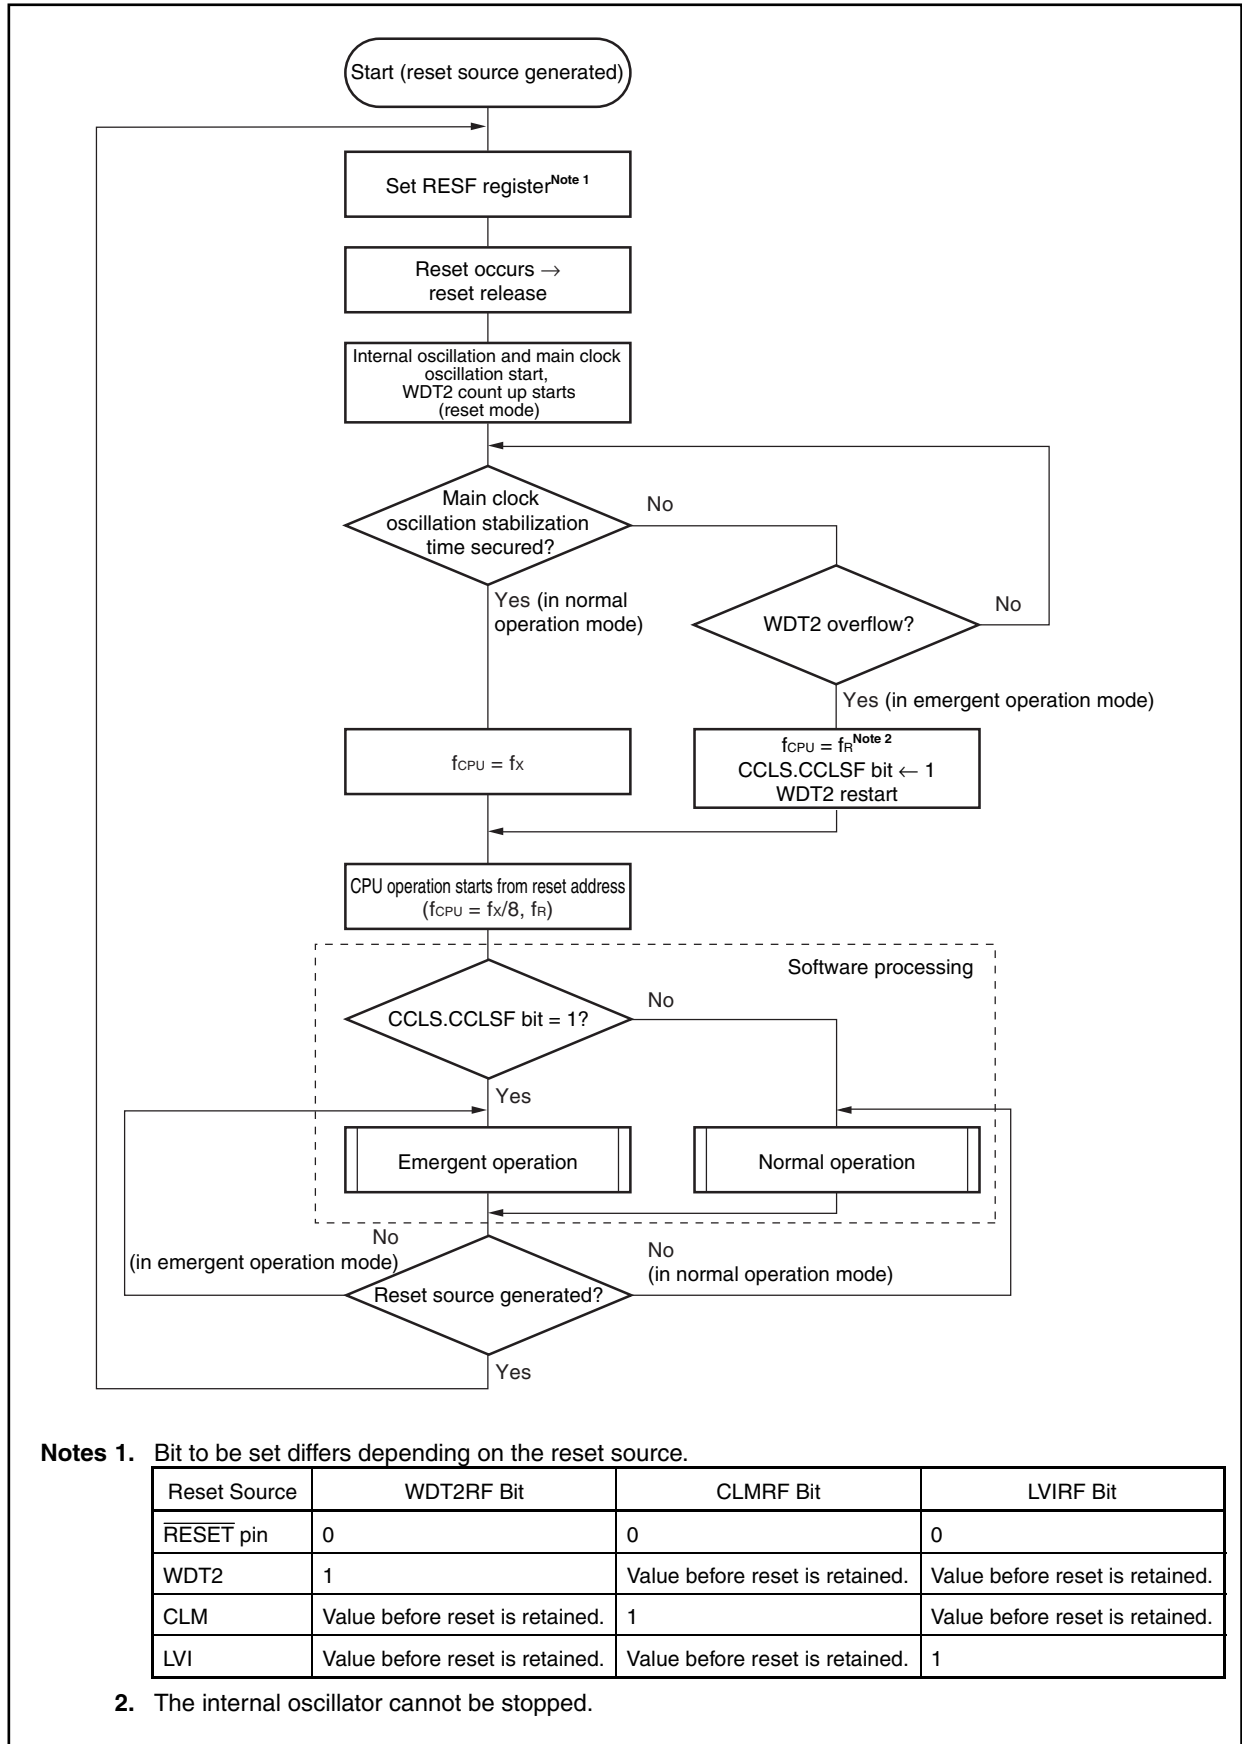 Start (reset source generated)
Set RESF register Note 1
Reset occurs →
reset release
Internal oscillation and main clock
oscillation start,
WDT2 count up starts
(reset mode)
Main clock
oscillation stabilization
time secured?
No
Yes (in normal
operation mode)
WDT2 overflow?
No
Yes (in emergent operation mode)
fCPU = fX
fCPU = fR Note 2
CCLS.CCLSF bit ← 1
WDT2 restart
CPU operation starts from reset address
(fCPU = fX/8, fR)
Software processing
CCLS.CCLSF bit = 1?
No
Yes
Emergent operation
Normal operation
No
(in emergent operation mode)
No
(in normal operation mode)
Reset source generated?
Yes
Notes 1. Bit to be set differs depending on the reset source.
Reset Source WDT2RF Bit CLMRF Bit LVIRF Bit
RESET pin 0 0 0
WDT2 1 Value before reset is retained. Value before reset is retained.
CLM Value before reset is retained. 1 Value before reset is retained.
LVI Value before reset is retained. Value before reset is retained. 1
2. The internal oscillator cannot be stopped.